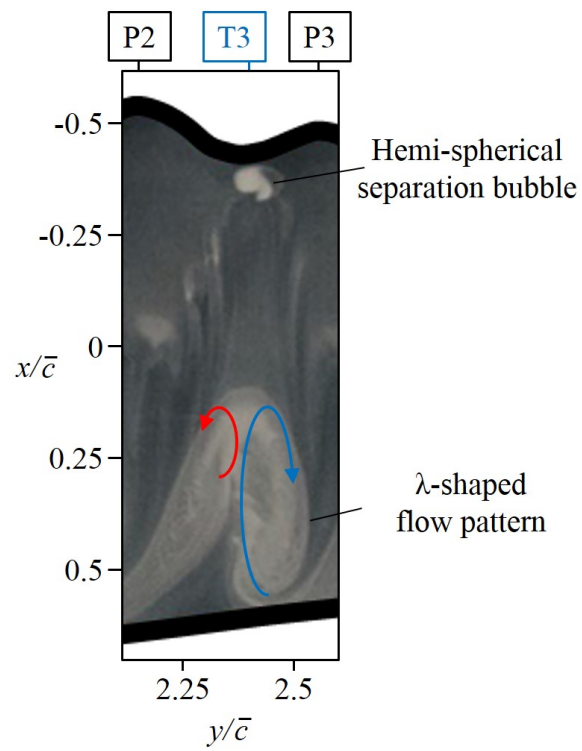 P2 T3 P3
-0.5
Hemi-spherical
separation bubble
-0.25
0
x/c̄
0.25
λ-shaped
flow pattern
0.5
2.25 2.5
y/c̄